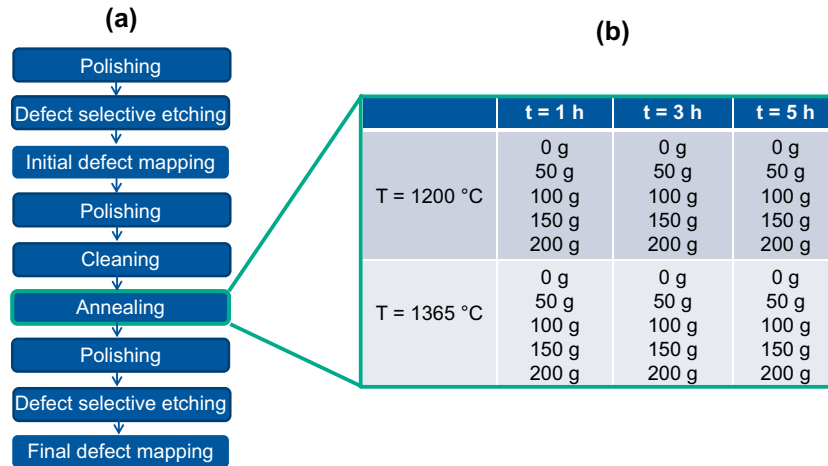 (a)
Polishing
Defect selective etching
Initial defect mapping
Polishing
Cleaning
Annealing
Polishing
Defect selective etching
Final defect mapping
(b)
t = 1 h t = 3 h t = 5 h
T = 1200 °C
0 g 0 g 0 g
50 g 50 g 50 g
100 g 100 g 100 g
150 g 150 g 150 g
200 g 200 g 200 g
T = 1365 °C
0 g 0 g 0 g
50 g 50 g 50 g
100 g 100 g 100 g
150 g 150 g 150 g
200 g 200 g 200 g